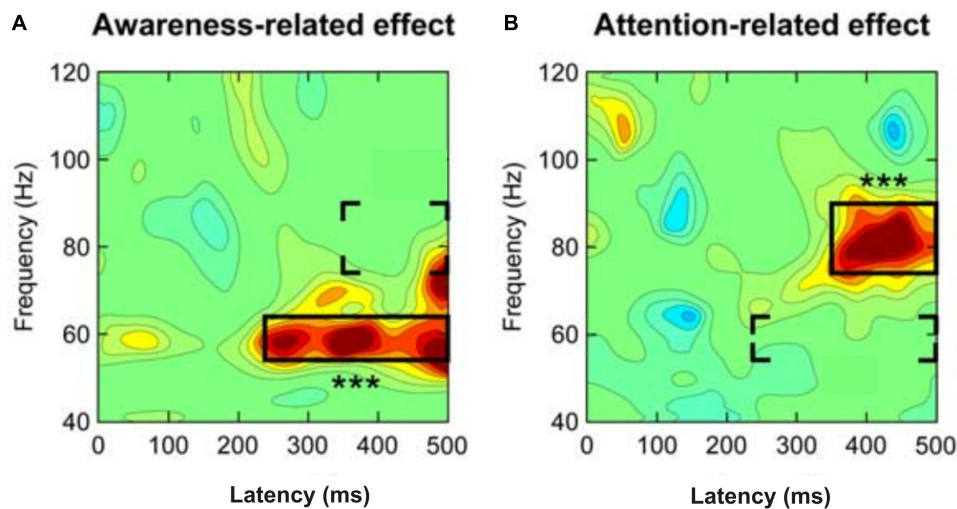 A Awareness-related effect
B Attention-related effect
Frequency (Hz)
120
100
80
60
40
***
0 100 200 300 400 500
Latency (ms)
Frequency (Hz)
120
100
80
60
40
***
0 100 200 300 400 500
Latency (ms)